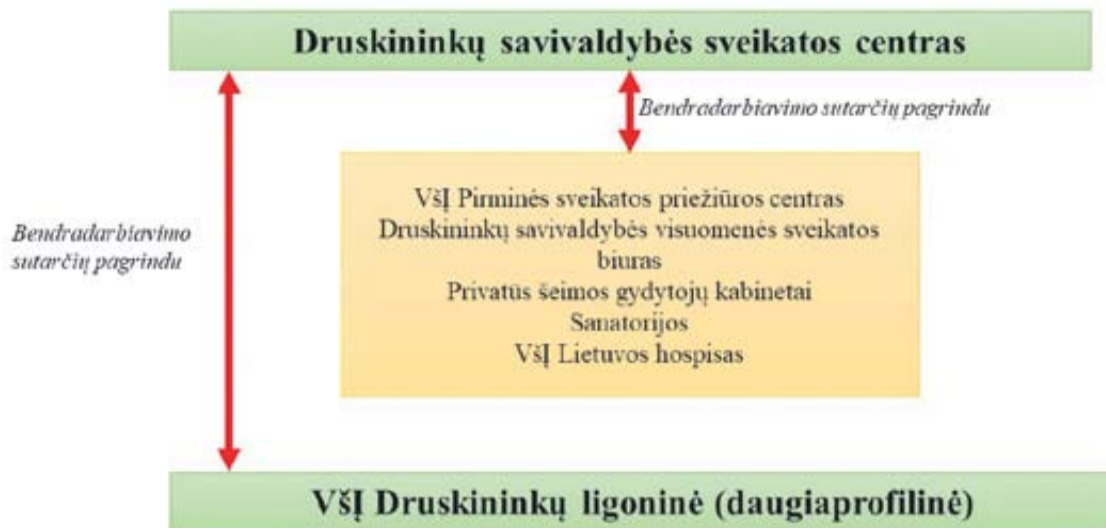 Druskininkų savivaldybės sveikatos centras
Bendradarbiavimo sutarčių pagrindu
VšĮ Pirminės sveikatos priežiūros centras
Druskininkų savivaldybės visuomenės sveikatos
biuras
Privatūs šeimos gydytojų kabinetai
Sanatorijos
VšĮ Lietuvos hospisas
Bendradarbiavimo
sutarčių pagrindu
VšĮ Druskininkų ligoninė (daugiaprofilinė)